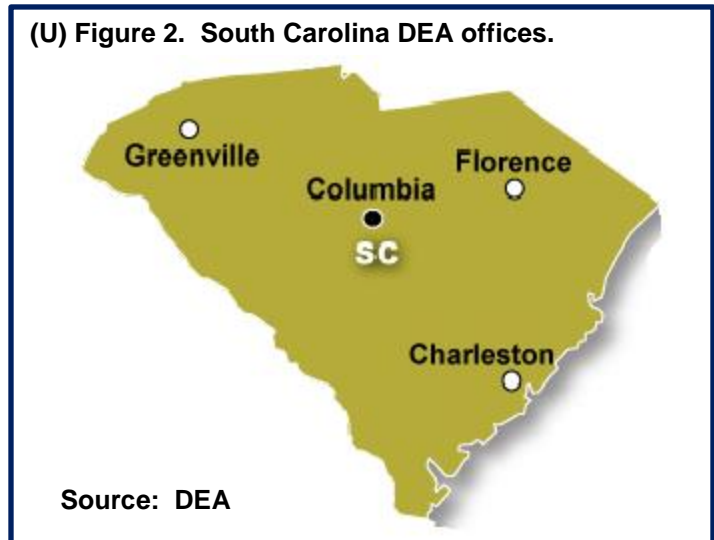 (U) Figure 2. South Carolina DEA offices.
Greenville
Florence
Columbia
SC
Charleston
Source: DEA